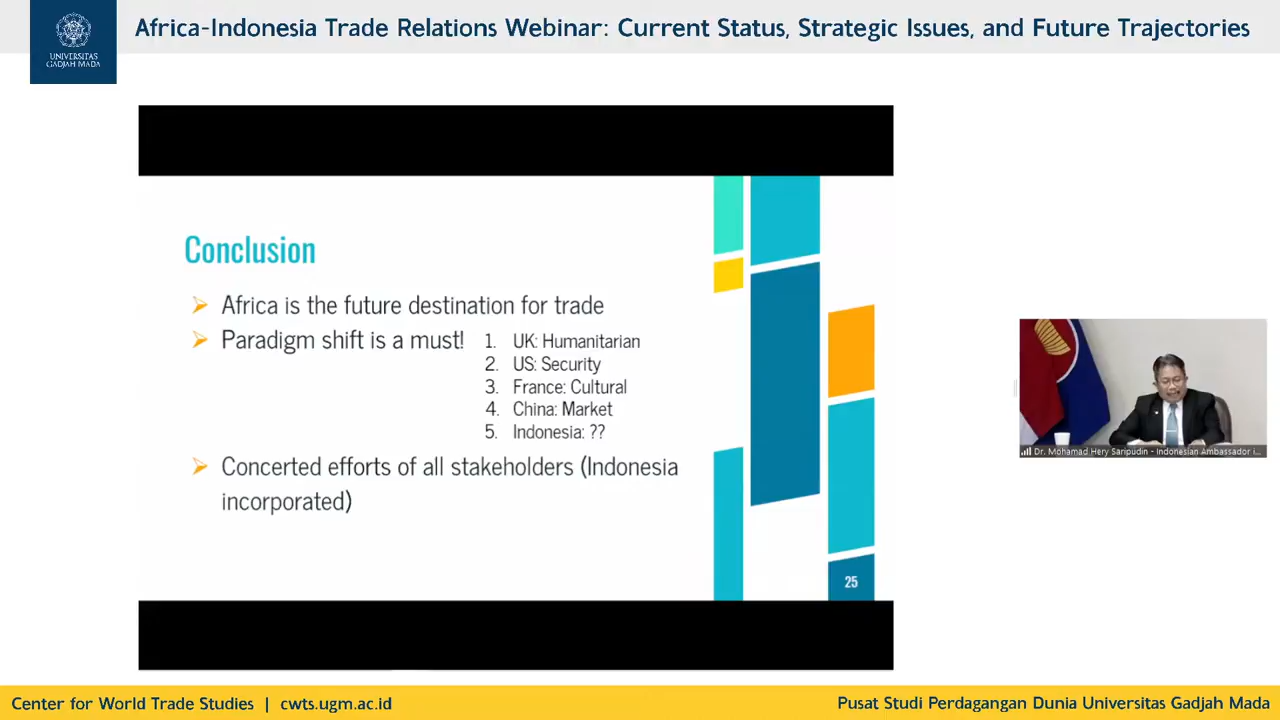 UNIVERSITAS
GADJAH MADA
Africa-Indonesia Trade Relations Webinar: Current Status, Strategic Issues, and Future Trajectories
Conclusion
Africa is the future destination for trade
Paradigm shift is a must!
1. UK: Humanitarian
2. US: Security
3. France: Cultural
4. China: Market
5. Indonesia: ??
Concerted efforts of all stakeholders (Indonesia
incorporated)
25
Dr. Mohamad Hery Saripudin - Indonesian Ambassador i...
Center for World Trade Studies | cwts.ugm.ac.id
Pusat Studi Perdagangan Dunia Universitas Gadjah Mada